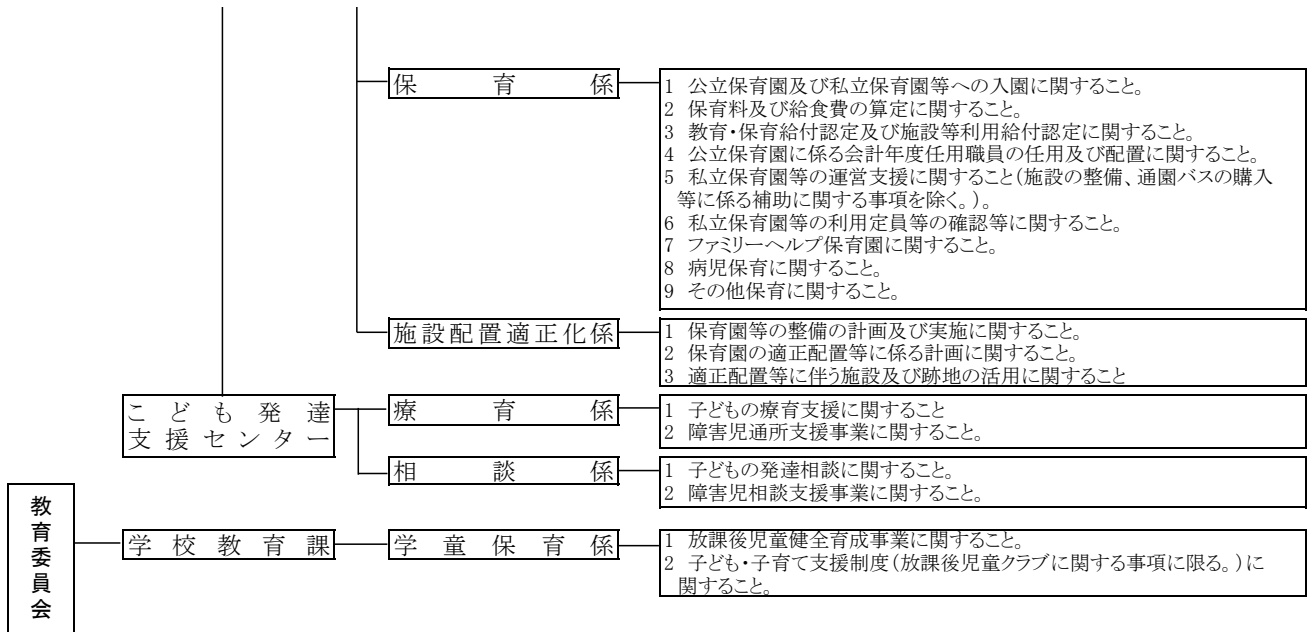 保育係
1 公立保育園及び私立保育園等への入園に関すること。
2 保育料及び給食費の算定に関すること。
3 教育・保育給付認定及び施設等利用給付認定に関すること。
4 公立保育園に係る会計年度任用職員の任用及び配置に関すること。
5 私立保育園等の運営支援に関すること(施設の整備、通園バスの購入
等に係る補助に関する事項を除く。)。
6 私立保育園等の利用定員等の確認等に関すること。
7 ファミリーヘルプ保育園に関すること。
8 病児保育に関すること。
9 その他保育に関すること。
施設配置適正化係
1 保育園等の整備の計画及び実施に関すること。
2 保育園の適正配置等に係る計画に関すること。
3 適正配置等に伴う施設及び跡地の活用に関すること
こども発達
支援センター
療育係
1 子どもの療育支援に関すること
2 障害児通所支援事業に関すること。
相談係
1 子どもの発達相談に関すること。
2 障害児相談支援事業に関すること。
教育委員会
学校教育課
学童保育係
1 放課後児童健全育成事業に関すること。
2 子ども・子育て支援制度(放課後児童クラブに関する事項に限る。)に
関すること。